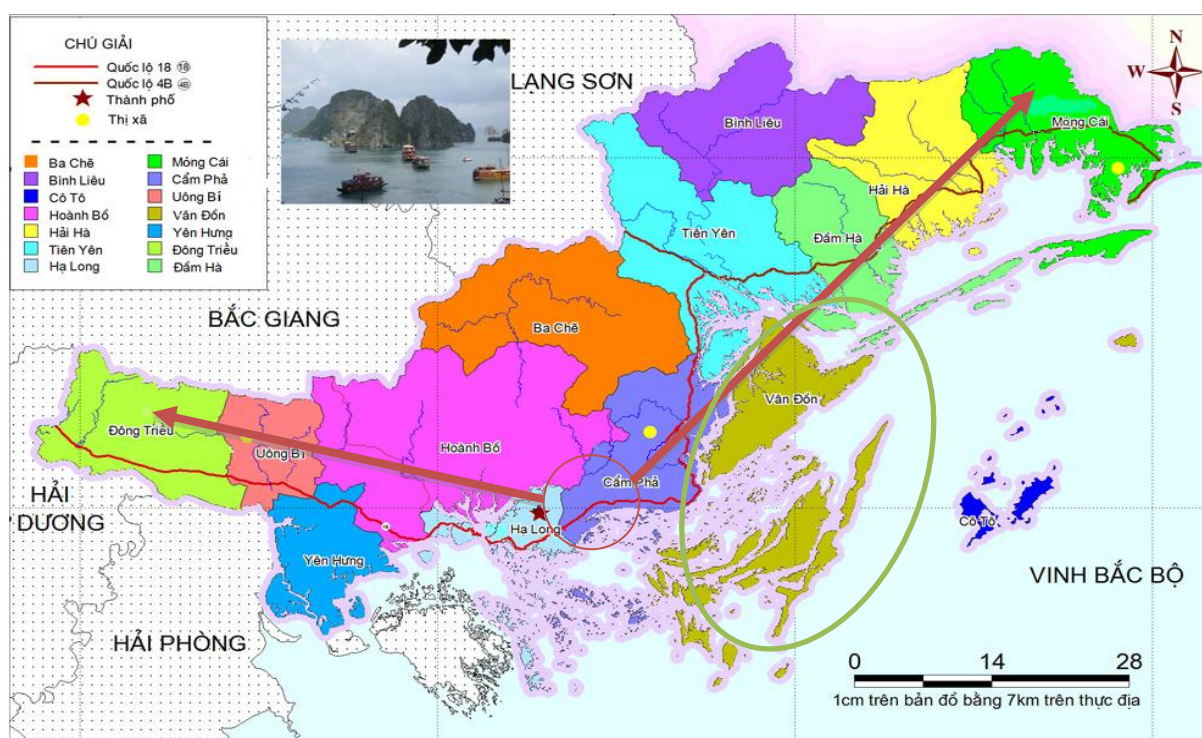 CHÚ GIẢI
Quốc lộ 18 18
Quốc lộ 4B 4B
Thành phố
Thị xã
Ba Chẽ
Bình Liêu
Cô Tô
Hoành Bồ
Hải Hà
Tiên Yên
Hạ Long
Móng Cái
Cẩm Phả
Uông Bí
Vân Đồn
Yên Hưng
Đông Triều
Đầm Hà
LẠNG SƠN
N
W
E
S
Bình Liêu
Móng Cái
Hải Hà
Tiên Yên
Đầm Hà
BẮC GIANG
Ba Chẽ
Vân Đồn
Đông Triều
Uông Bí
Hoành Bồ
Cẩm Phả
HẢI
DƯƠNG
Hạ Long
Cô Tô
Yên Hưng
VINH BẮC BỘ
HẢI PHÒNG
0 14 28
1cm trên bản đồ bằng 7km trên thực địa